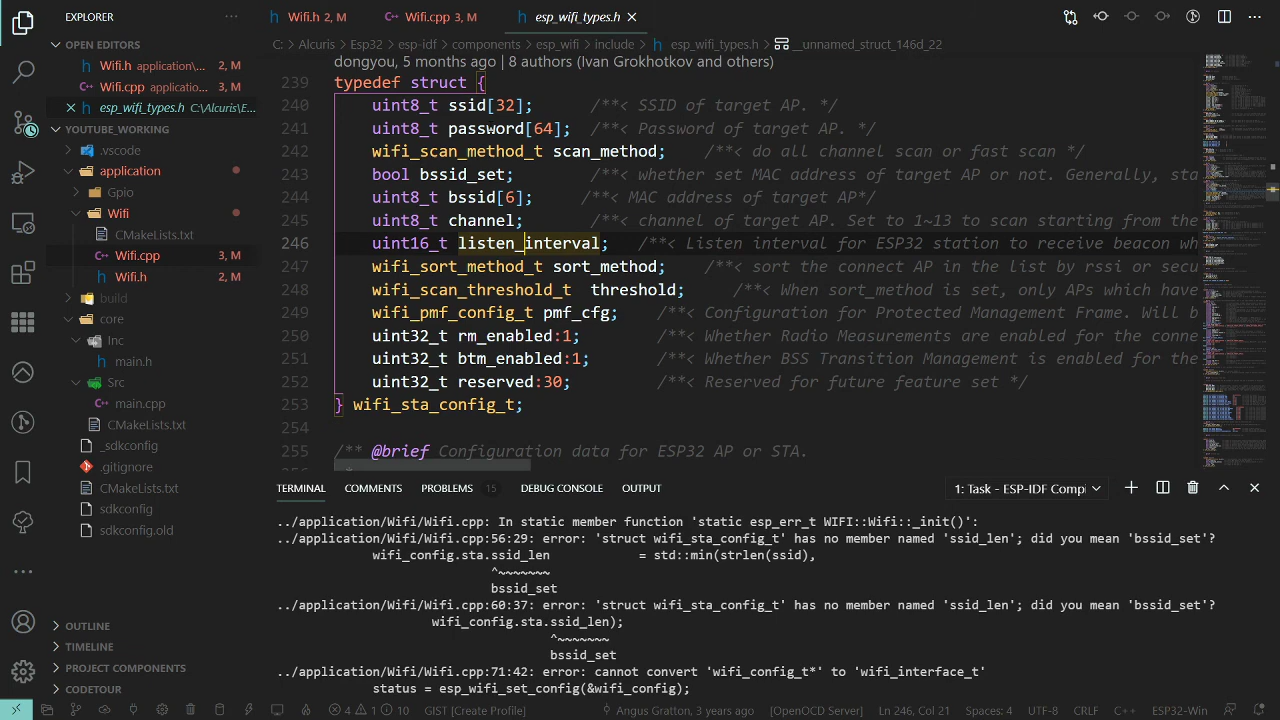 EXPLORER
Wifi.h 2, M
Wifi.cpp 3, M
esp_wifi_types.h
OPEN EDITORS
C: > Alcuris > Esp32 > esp-idf > components > esp_wifi > include > esp_wifi_types.h > __unnamed_struct_146d_22
Wifi.h application\... 2, M
Wifi.cpp applicatio... 3, M
esp_wifi_types.h C:\Alcuris\E...
YOUTUBE_WORKING
.vscode
application
Gpio
Wifi
CMakeLists.txt
Wifi.cpp 3, M
Wifi.h 2, M
build
core
Inc
main.h
Src
main.cpp
CMakeLists.txt
_sdkconfig
.gitignore
CMakeLists.txt
sdkconfig
sdkconfig.old
OUTLINE
TIMELINE
PROJECT COMPONENTS
CODETOUR
dongyou, 5 months ago | 8 authors (Ivan Grokhotkov and others)
239 typedef struct {
240 uint8_t ssid[32]; /**< SSID of target AP. */
241 uint8_t password[64]; /**< Password of target AP. */
242 wifi_scan_method_t scan_method; /**< do all channel scan or fast scan */
243 bool bssid_set; /**< whether set MAC address of target AP or not. Generally, sta
244 uint8_t bssid[6]; /**< MAC address of target AP*/
245 uint8_t channel; /**< channel of target AP. Set to 1~13 to scan starting from the
246 uint16_t listen_interval; /**< Listen interval for ESP32 station to receive beacon wh
247 wifi_sort_method_t sort_method; /**< sort the connect AP in the list by rssi or secu
248 wifi_scan_threshold_t threshold; /**< When sort_method is set, only APs which have
249 wifi_pmf_config_t pmf_cfg; /**< Configuration for Protected Management Frame. Will b
250 uint32_t rm_enabled:1; /**< Whether Radio Measurements are enabled for the conn
251 uint32_t btm_enabled:1; /**< Whether BSS Transition Management is enabled for the
252 uint32_t reserved:30; /**< Reserved for future feature set */
253 } wifi_sta_config_t;
254
255 /** @brief Configuration data for ESP32 AP or STA.
TERMINAL COMMENTS PROBLEMS 15 DEBUG CONSOLE OUTPUT 1: Task - ESP-IDF Compi
../application/Wifi/Wifi.cpp: In static member function 'static esp_err_t WIFI::Wifi::_init()':
../application/Wifi/Wifi.cpp:56:29: error: 'struct wifi_sta_config_t' has no member named 'ssid_len'; did you mean 'bssid_set'?
wifi_config.sta.ssid_len = std::min(strlen(ssid),
^~~~~~~~
bssid_set
../application/Wifi/Wifi.cpp:60:37: error: 'struct wifi_sta_config_t' has no member named 'ssid_len'; did you mean 'bssid_set'?
wifi_config.sta.ssid_len);
^~~~~~~~
bssid_set
../application/Wifi/Wifi.cpp:71:42: error: cannot convert 'wifi_config_t*' to 'wifi_interface_t'
status = esp_wifi_set_config(&wifi_config);
GIST [Create Profile] 4 1 10 Angus Gratton, 3 years ago [OpenOCD Server] Ln 246, Col 21 Spaces: 4 UTF-8 CRLF C++ ESP32-Win